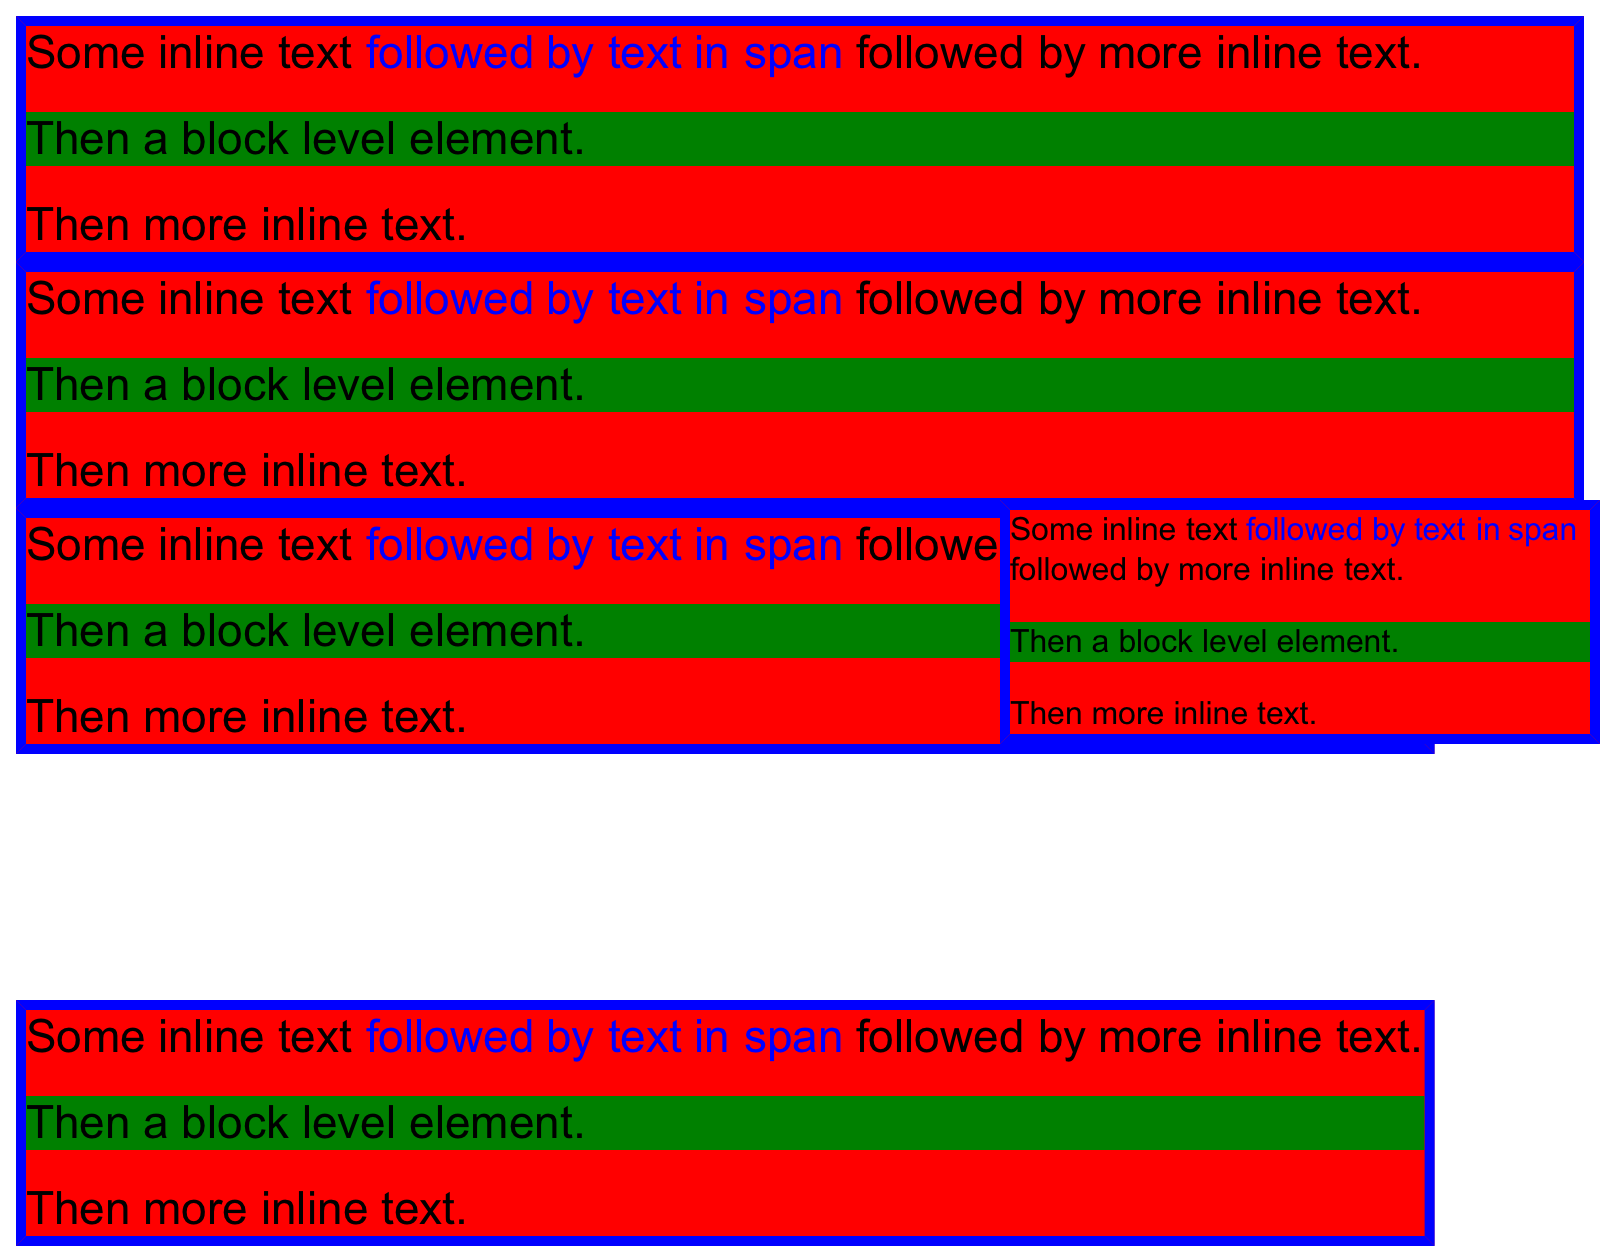 Some inline text followed by text in span followed by more inline text.
Then a block level element.
Then more inline text.
Some inline text followed by text in span followed by more inline text.
Then a block level element.
Then more inline text.
Some inline text followed by text in span followe
Then a block level element.
Then more inline text.
Some inline text followed by text in span
followed by more inline text.
Then a block level element.
Then more inline text.
Some inline text followed by text in span followed by more inline text.
Then a block level element.
Then more inline text.